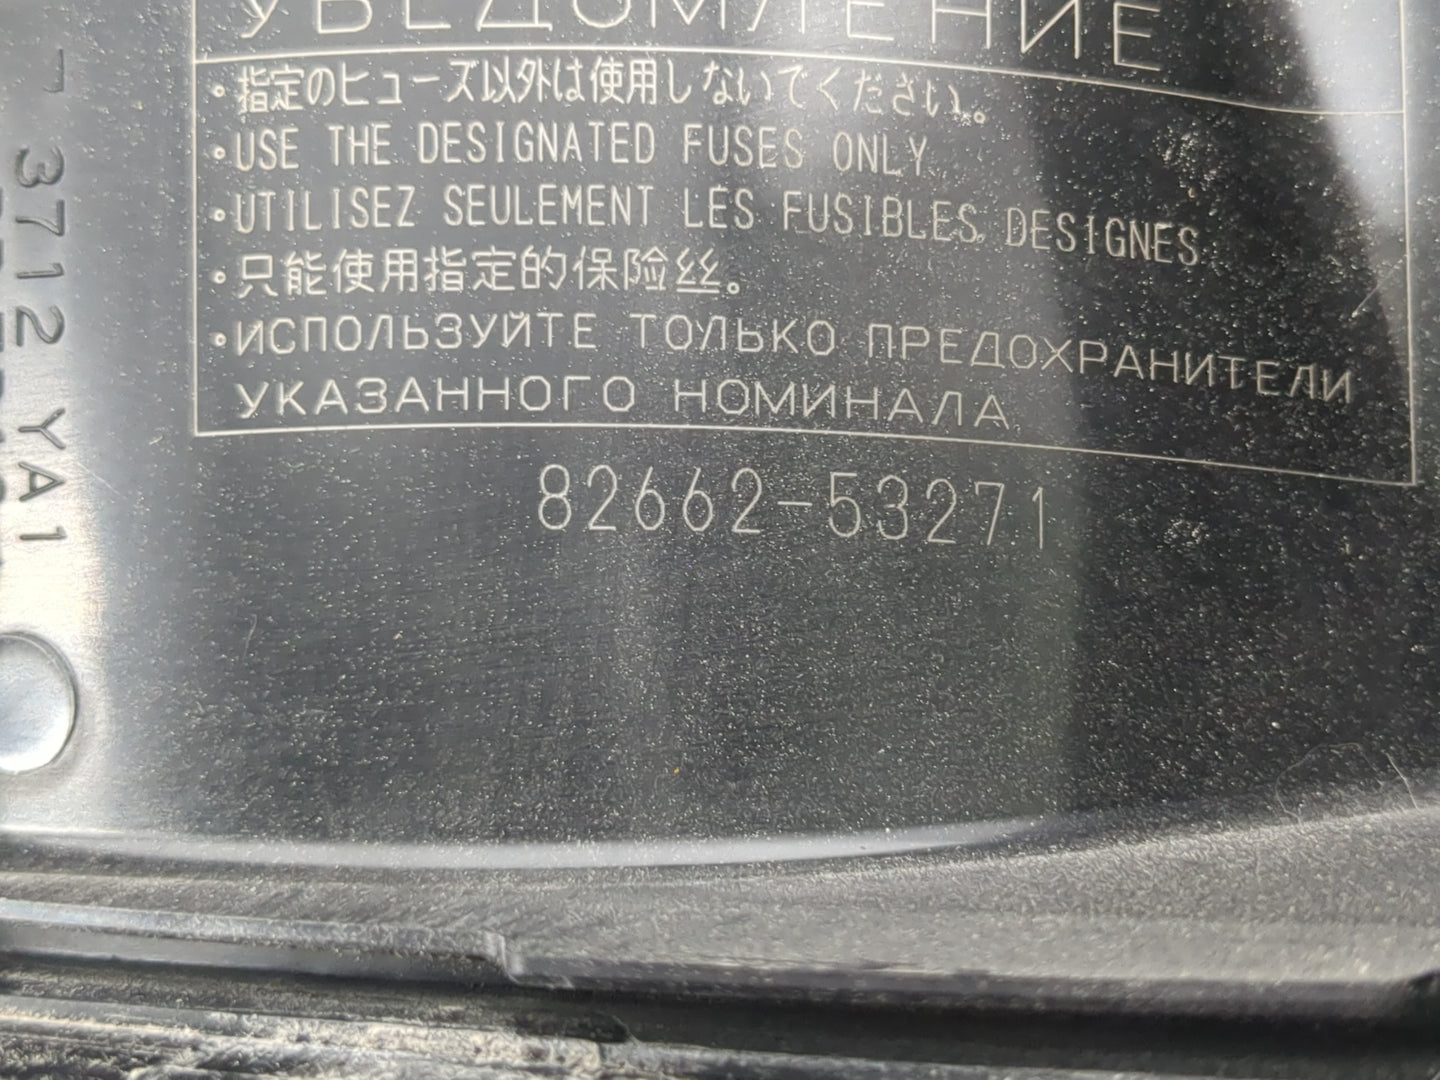 УВЕДОМЛЕНИЕ
・指定のヒューズ以外は使用しないでください。
・USE THE DESIGNATED FUSES ONLY
・UTILISEZ SEULEMENT LES FUSIBLES DESIGNES
・只能使用指定的保险丝。
・ИСПОЛЬЗУЙТЕ ТОЛЬКО ПРЕДОХРАНИТЕЛИ
УКАЗАННОГО НОМИНАЛА
82662-53271
3712 YA1